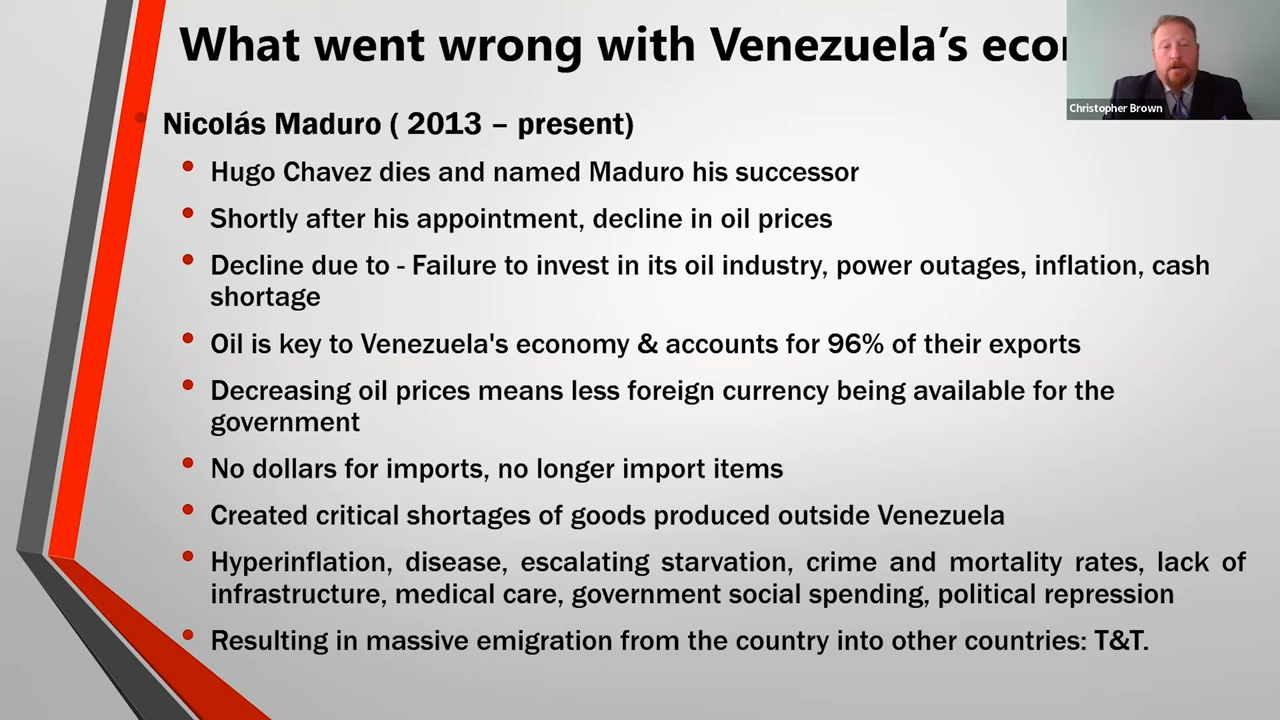 What went wrong with Venezuela’s eco
Christopher Brown
Nicolás Maduro ( 2013 – present)
Hugo Chavez dies and named Maduro his successor
Shortly after his appointment, decline in oil prices
Decline due to - Failure to invest in its oil industry, power outages, inflation, cash
shortage
Oil is key to Venezuela's economy & accounts for 96% of their exports
Decreasing oil prices means less foreign currency being available for the
government
No dollars for imports, no longer import items
Created critical shortages of goods produced outside Venezuela
Hyperinflation, disease, escalating starvation, crime and mortality rates, lack of
infrastructure, medical care, government social spending, political repression
Resulting in massive emigration from the country into other countries: T&T.